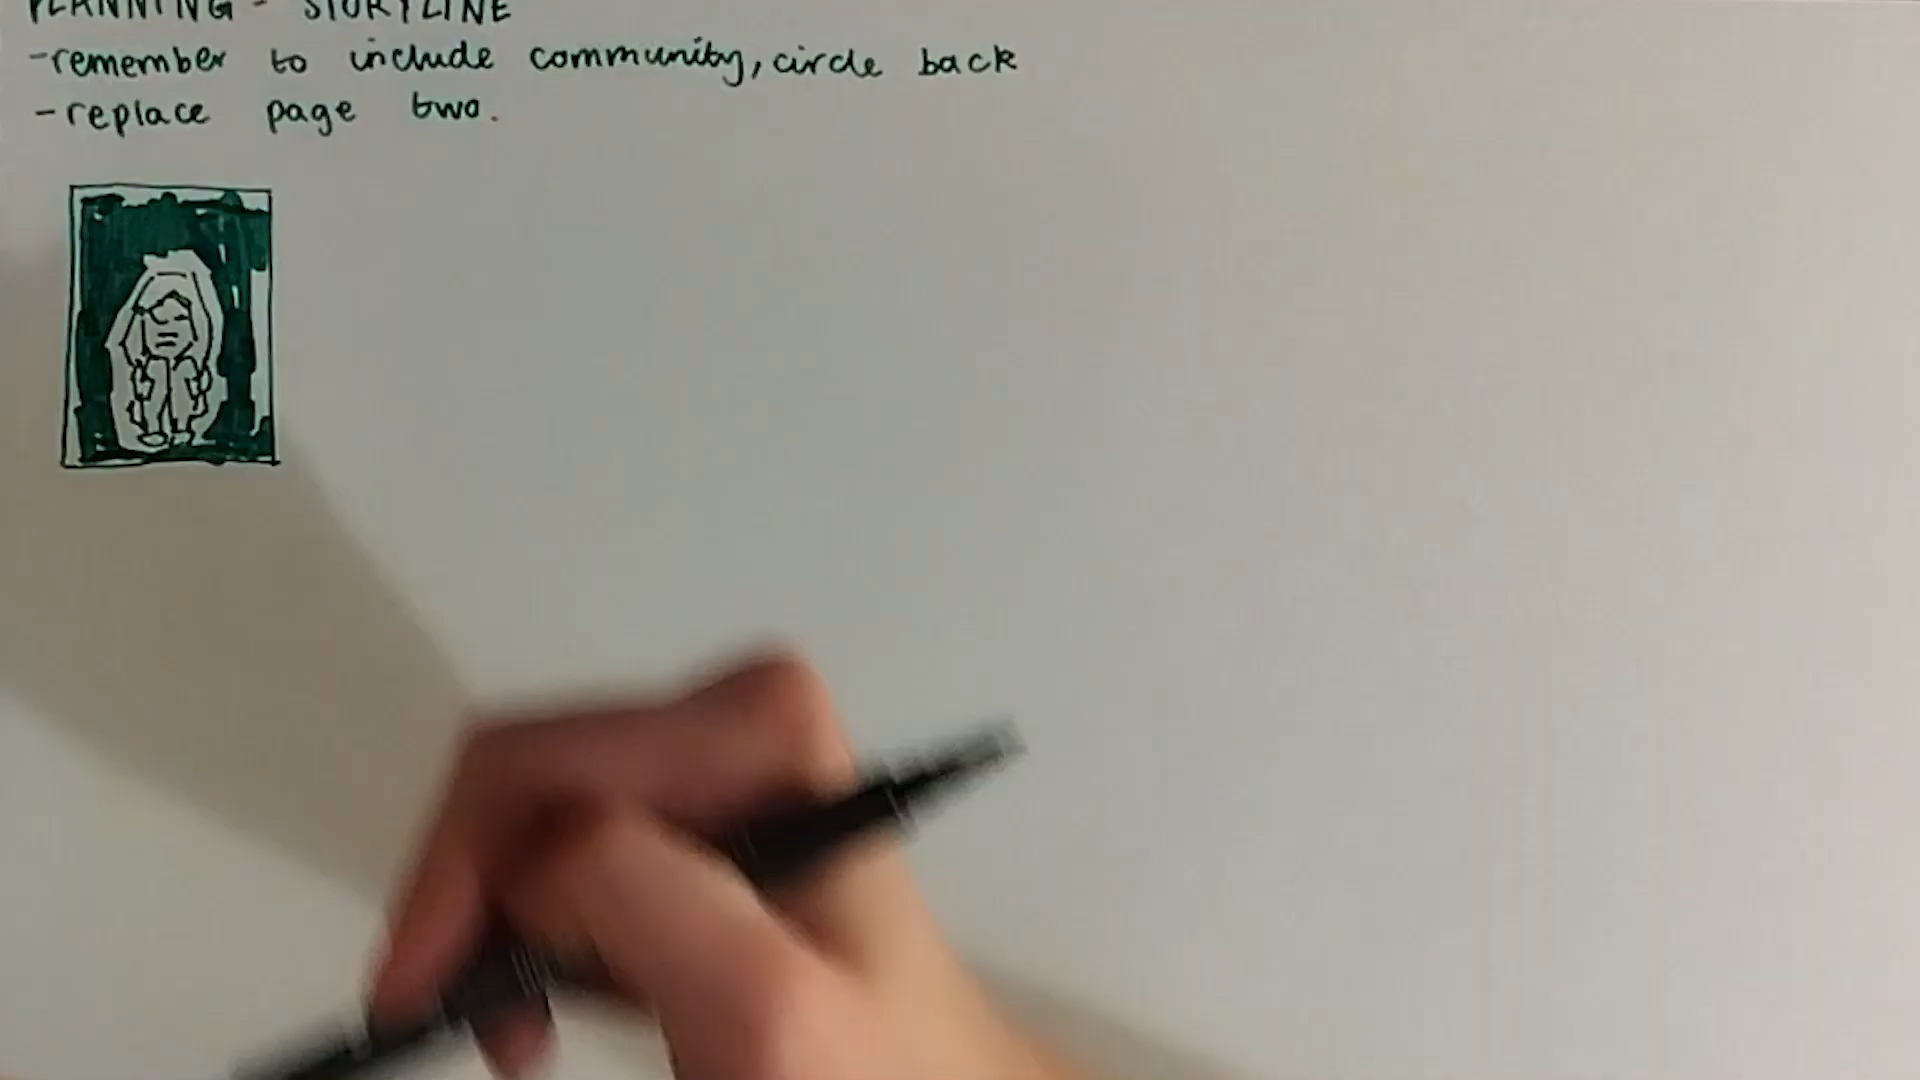 PLANNING - STORYLINE
-remember to include community, circle back
-replace page two.